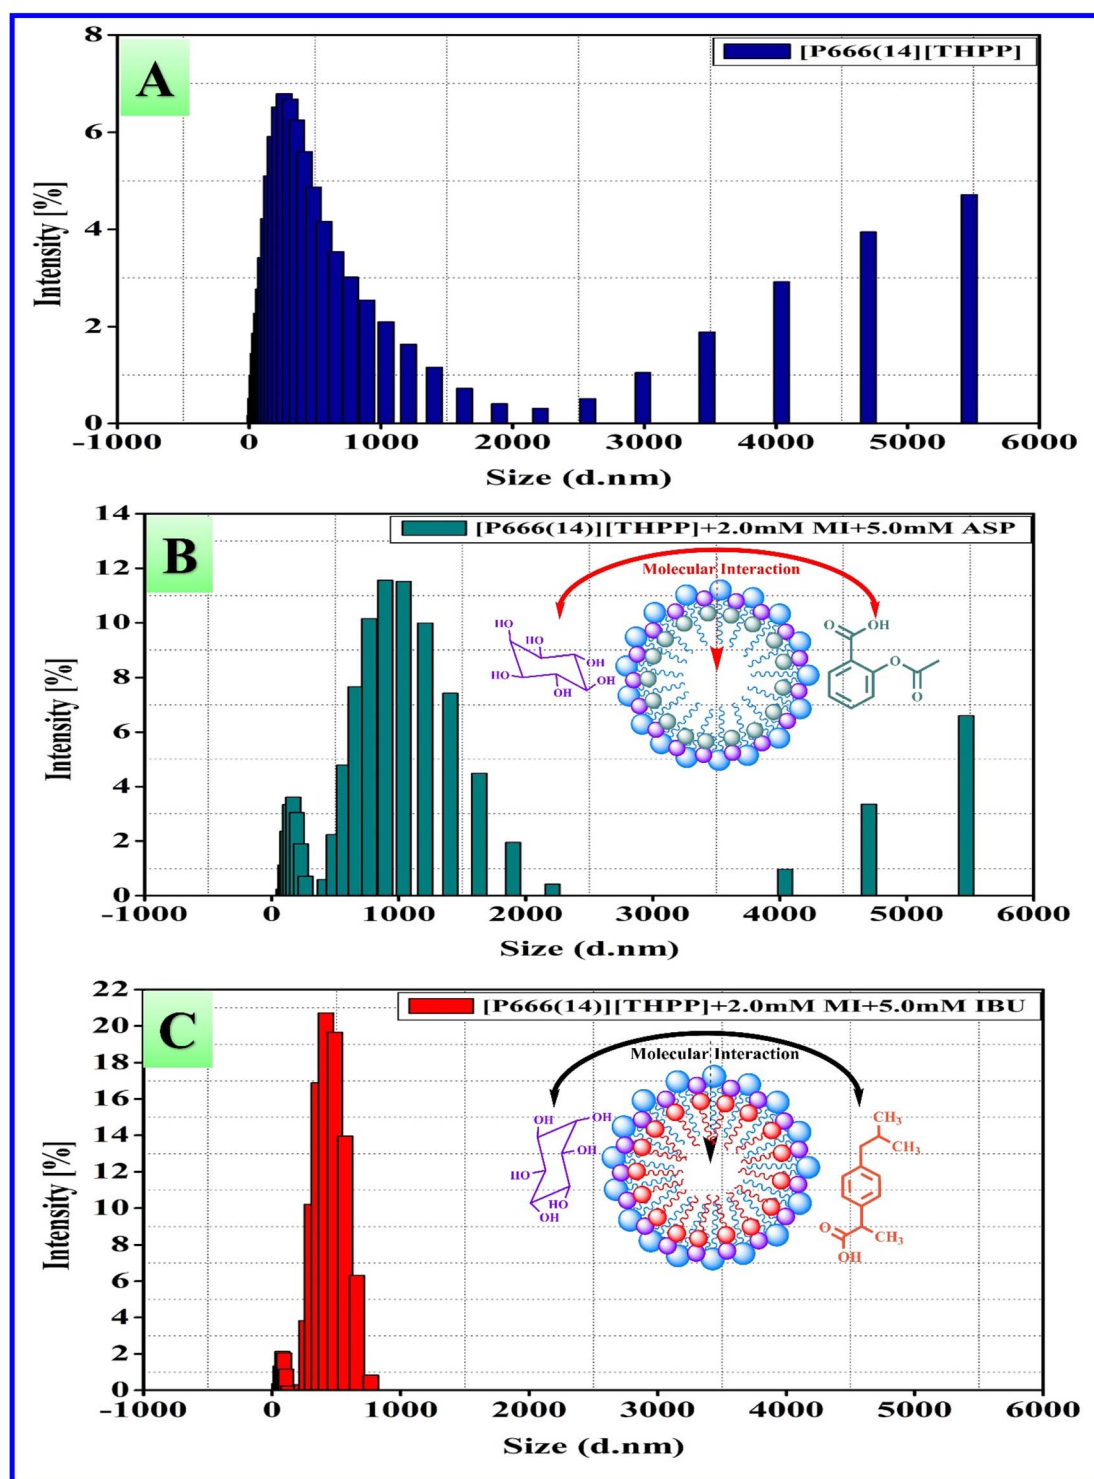 A
[P666(14][THPP]
8
6
4
2
0
Intensity [%]
-1000 0 1000 2000 3000 4000 5000 6000
Size (d.nm)
B
[P666(14)][THPP]+2.0mM MI+5.0mM ASP
14
12
10
8
6
4
2
0
Intensity [%]
Molecular Interaction
HO
HO
HO
HO
OH
OH
OH
O
OH
O
O
-1000 0 1000 2000 3000 4000 5000 6000
Size (d.nm)
C
[P666(14)][THPP]+2.0mM MI+5.0mM IBU
22
20
18
16
14
12
10
8
6
4
2
0
Intensity [%]
Molecular Interaction
OH
OH
OH
HO
HO
OH
CH3
CH3
O
CH3
OH
-1000 0 1000 2000 3000 4000 5000 6000
Size (d.nm)